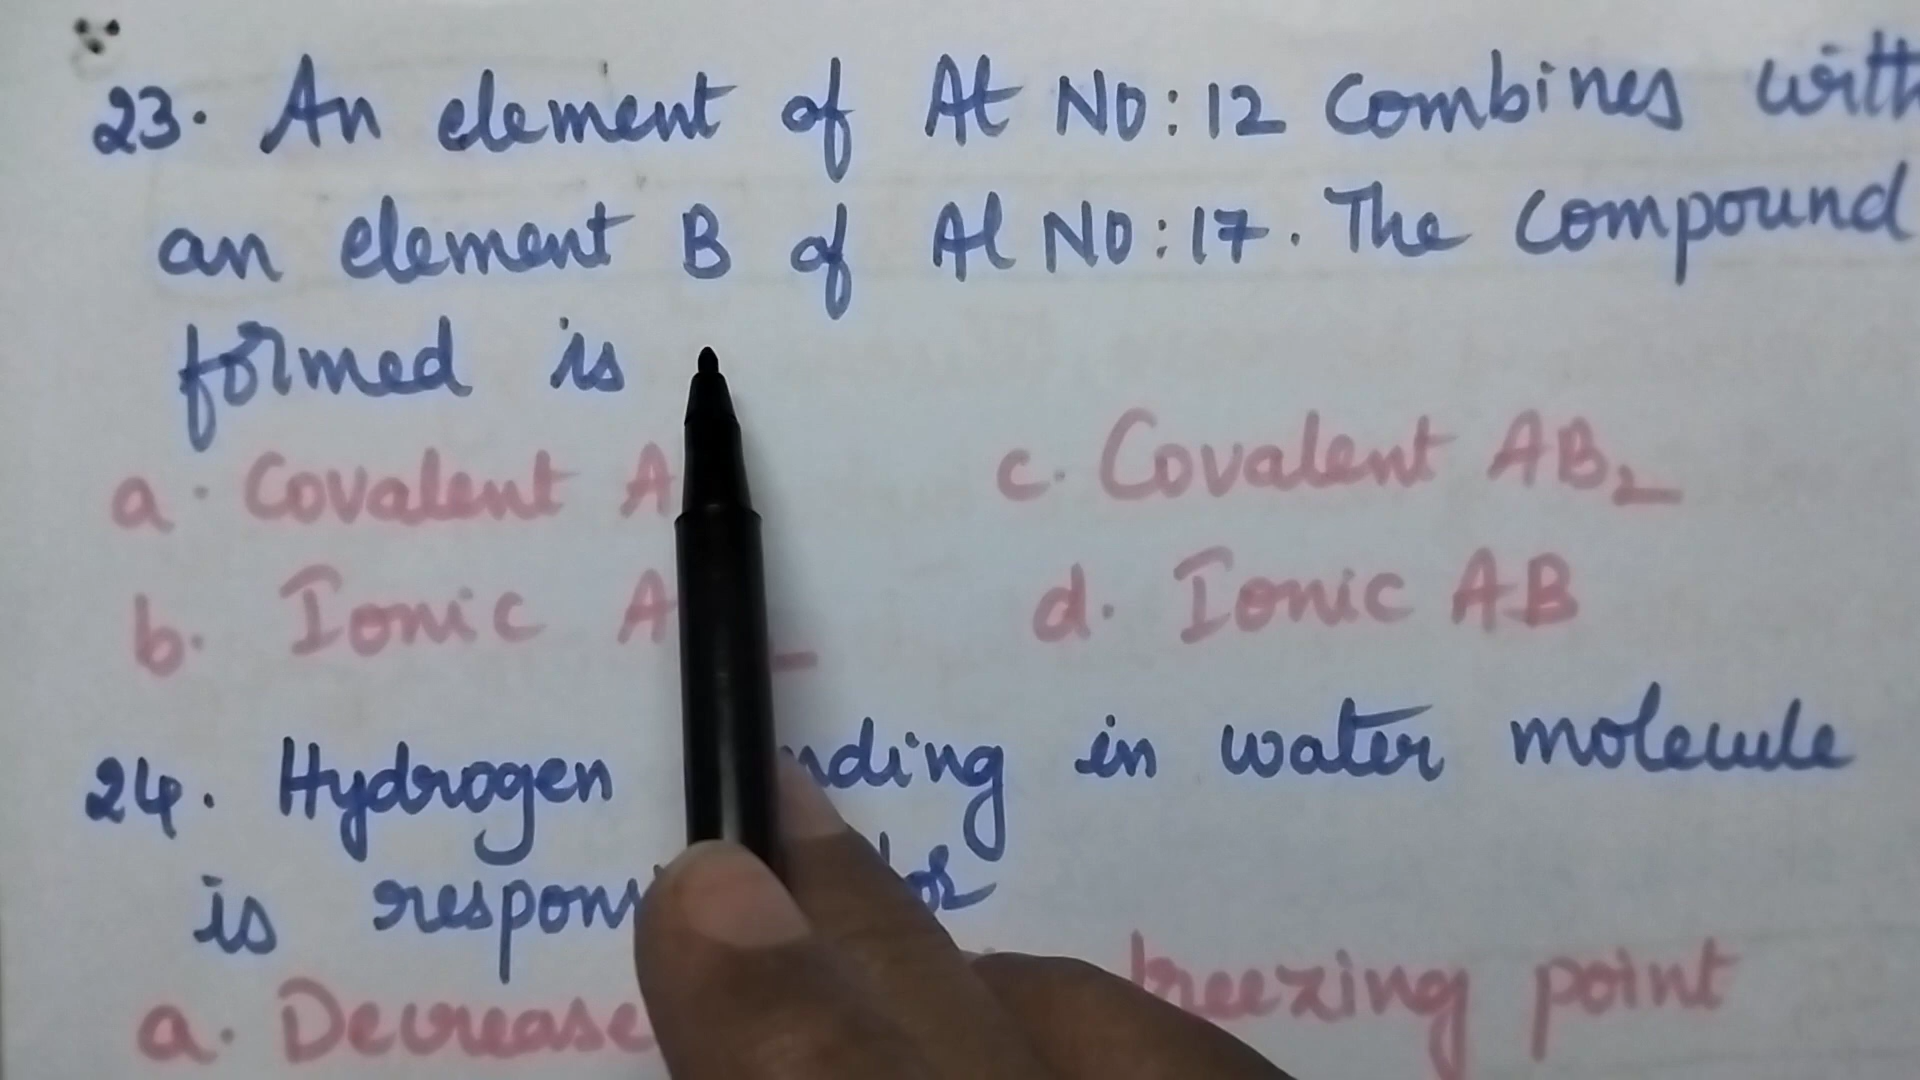 23. An element of At No: 12 combines with
an element B of At No: 17. The compound
formed is
a. Covalent A
c. Covalent AB₂
b. Ionic A
d. Ionic AB
24. Hydrogen in water molecule
is
a. Decrease freezing point